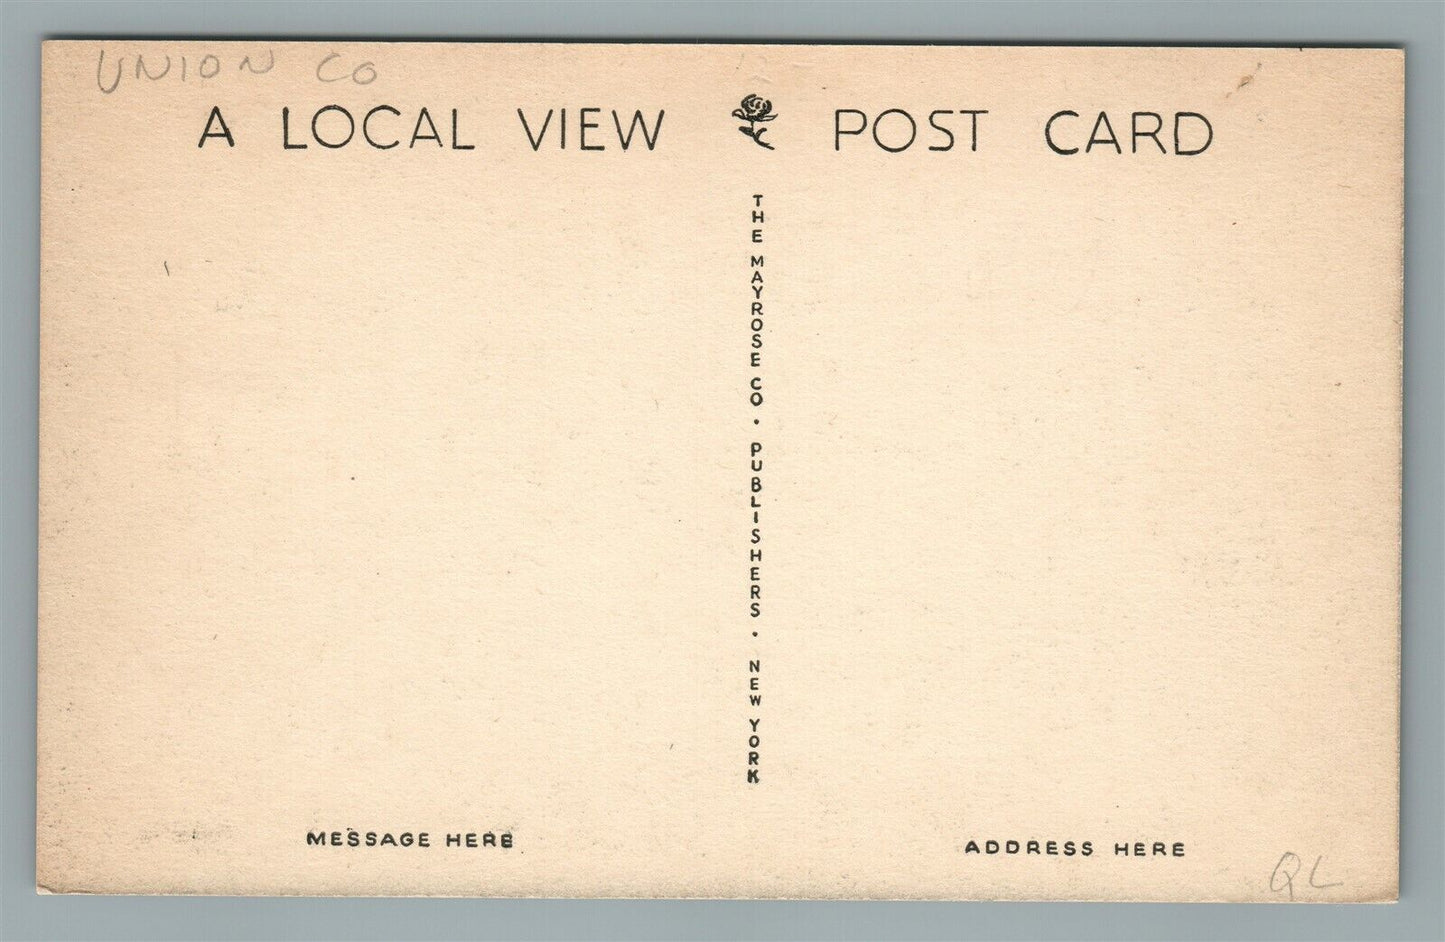 UNION CO
A LOCAL VIEW POST CARD
THE MAYROSE CO · PUBLISHERS · NEW YORK
MESSAGE HERE
ADDRESS HERE
QL